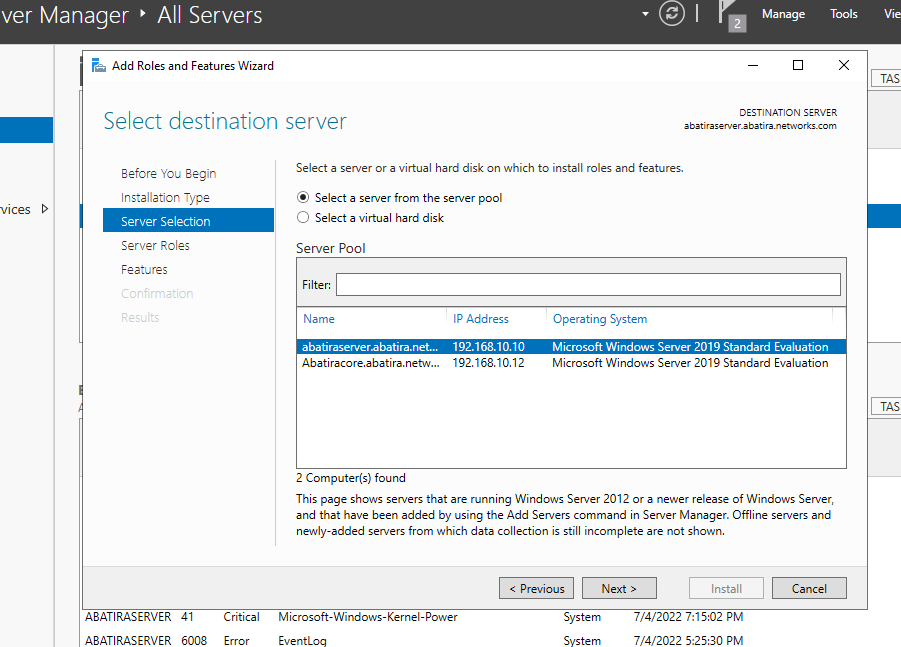 ver Manager ‣ All Servers
2
Manage
Tools
Vie
Add Roles and Features Wizard
TAS
Select destination server
DESTINATION SERVER
abatiraserver.abatira.networks.com
Before You Begin
Installation Type
Server Selection
Server Roles
Features
Confirmation
Results
vices
Select a server or a virtual hard disk on which to install roles and features.
Select a server from the server pool
Select a virtual hard disk
Server Pool
Filter:
Name IP Address Operating System
abatiraserver.abatira.net... 192.168.10.10 Microsoft Windows Server 2019 Standard Evaluation
Abatiracore.abatira.netw... 192.168.10.12 Microsoft Windows Server 2019 Standard Evaluation
TAS
2 Computer(s) found
This page shows servers that are running Windows Server 2012 or a newer release of Windows Server,
and that have been added by using the Add Servers command in Server Manager. Offline servers and
newly-added servers from which data collection is still incomplete are not shown.
< Previous Next > Install Cancel
ABATIRASERVER 41 Critical Microsoft-Windows-Kernel-Power System 7/4/2022 7:15:02 PM
ABATIRASERVER 6008 Error EventLog System 7/4/2022 5:25:30 PM